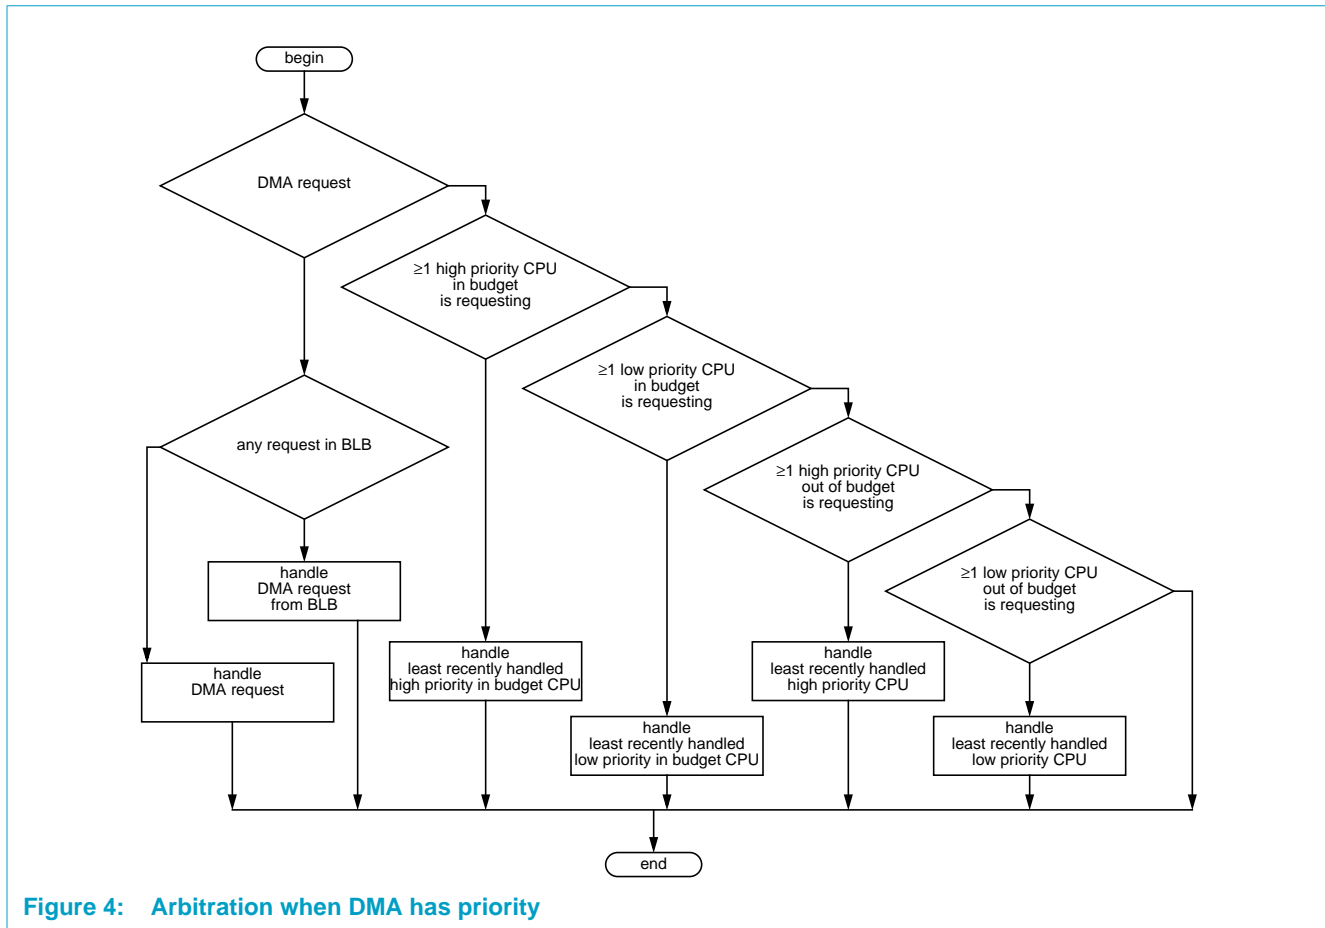 begin
DMA request
≥1 high priority CPU
in budget
is requesting
≥1 low priority CPU
in budget
is requesting
any request in BLB
≥1 high priority CPU
out of budget
is requesting
≥1 low priority CPU
out of budget
is requesting
handle
DMA request
from BLB
handle
DMA request
handle
least recently handled
high priority in budget CPU
handle
least recently handled
high priority CPU
handle
least recently handled
low priority in budget CPU
handle
least recently handled
low priority CPU
end
Figure 4: Arbitration when DMA has priority